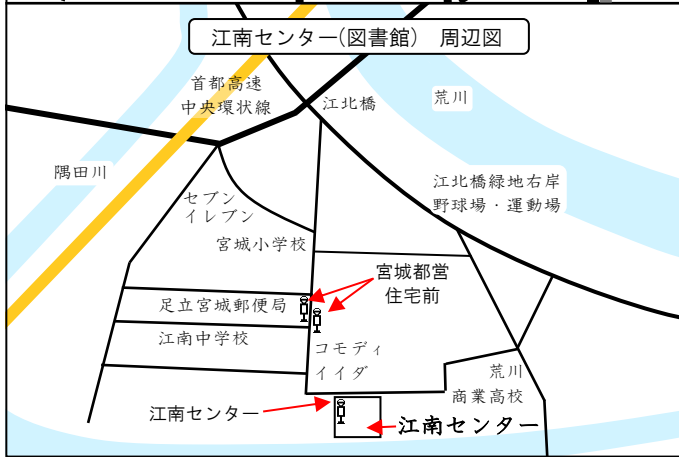 江南センター(図書館) 周辺図
首都高速
中央環状線
江北橋
荒川
隅田川
江北橋緑地右岸
野球場・運動場
セブン
イレブン
宮城小学校
宮城都営
住宅前
足立宮城郵便局
江南中学校
コモディ
イイダ
荒川
商業高校
江南センター
江南センター